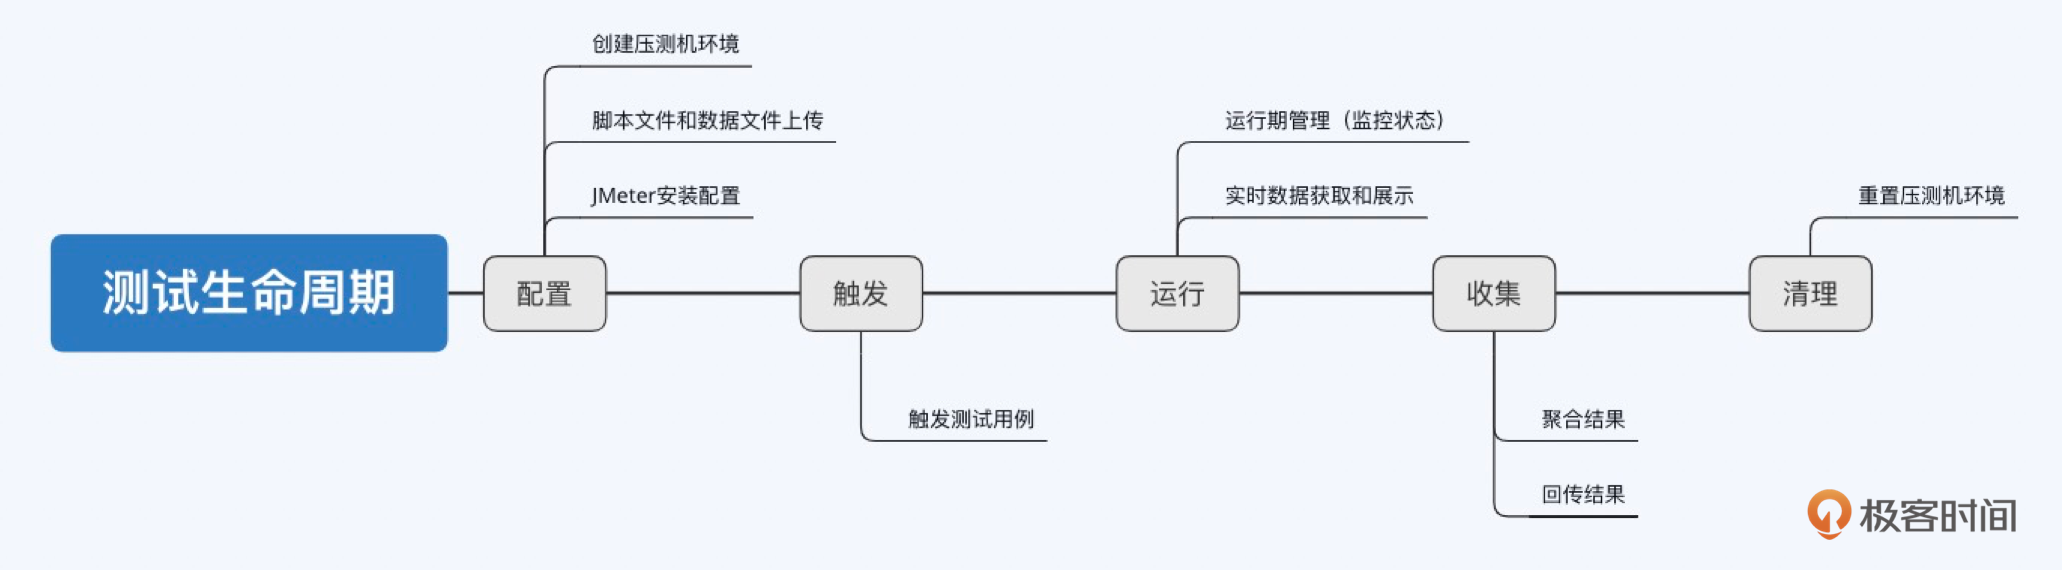 创建压测机环境
脚本文件和数据文件上传
运行期管理（监控状态）
JMeter安装配置
实时数据获取和展示
重置压测机环境
测试生命周期
配置
触发
运行
收集
清理
触发测试用例
聚合结果
回传结果
极客时间